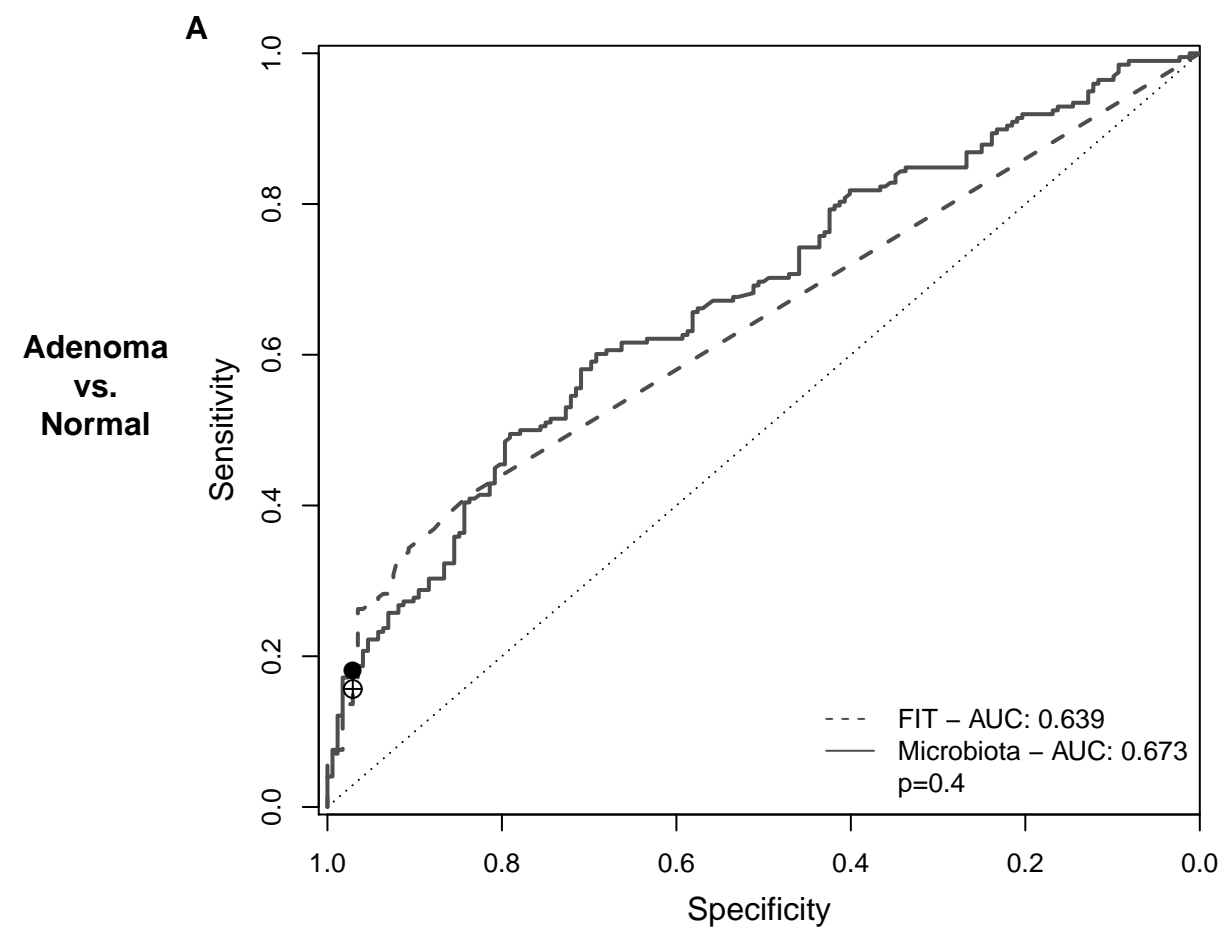 A
Adenoma
vs.
Normal
Sensitivity
1.0
0.8
0.6
0.4
0.2
0.0
FIT – AUC: 0.639
Microbiota – AUC: 0.673
p=0.4
1.0 0.8 0.6 0.4 0.2 0.0
Specificity